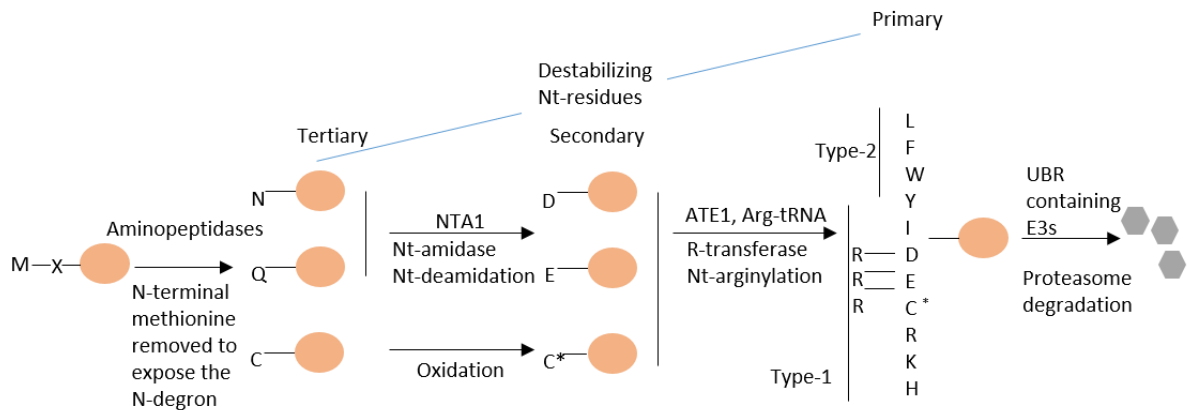 Primary
Destabilizing
Nt-residues
Tertiary
Secondary
M
X
Aminopeptidases
N-terminal
methionine
removed to
expose the
N-degron
N
Q
C
NTA1
Nt-amidase
Nt-deamidation
Oxidation
D
E
C*
ATE1, Arg-tRNA
R-transferase
Nt-arginylation
Type-2
Type-1
L
F
W
Y
I
R D
R E
R C *
R
K
H
UBR
containing
E3s
Proteasome
degradation